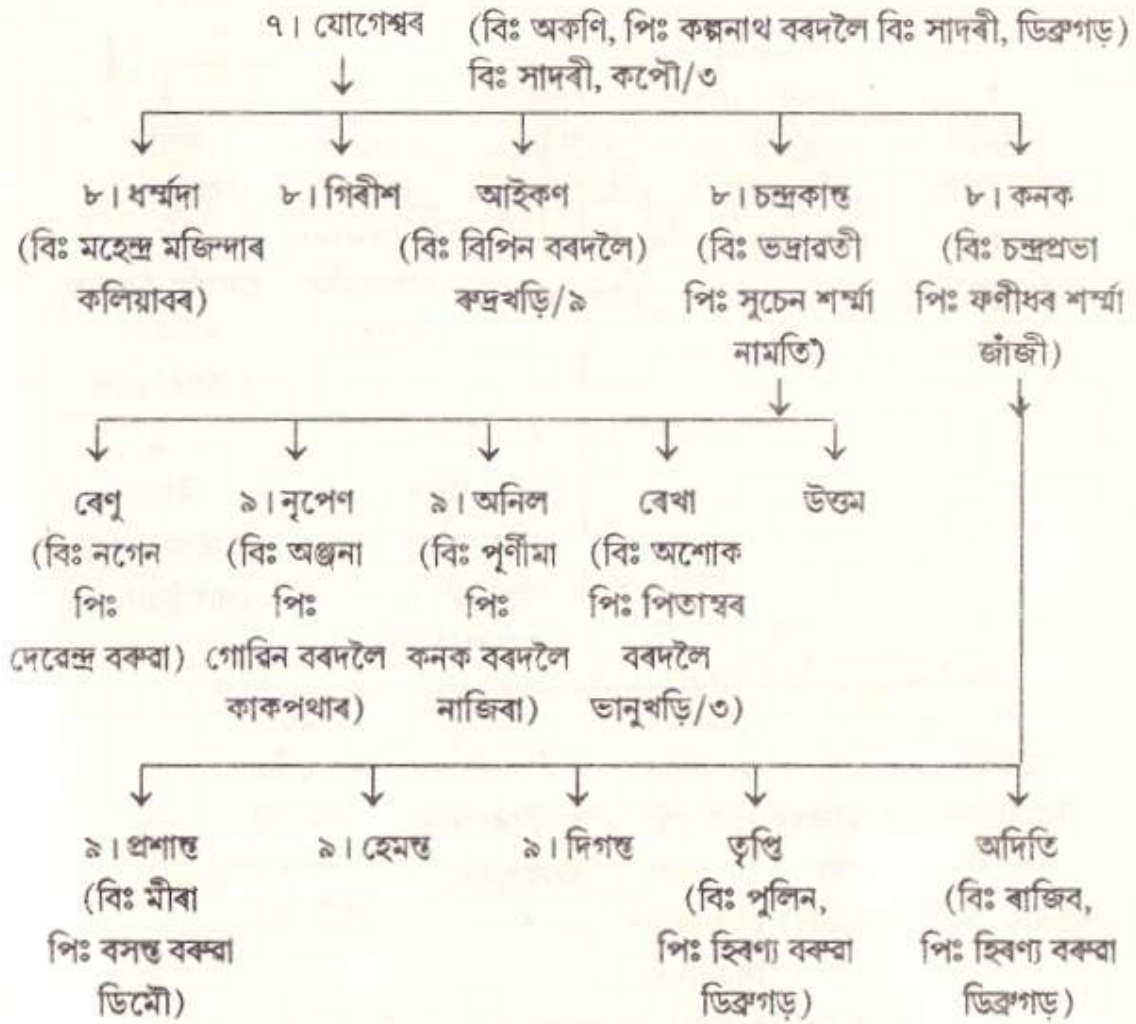 ৭। যোগেশ্বৰ (বিঃ অকণি, পিঃ কল্পনাথ বৰদলৈ বিঃ সাদৰী, ডিব্ৰুগড়)
বিঃ সাদৰী, কপৌ/৩
৮। ধৰ্ম্মদা ৮। গিৰীশ আইকণ ৮। চন্দ্ৰকান্ত ৮। কনক
(বিঃ মহেন্দ্ৰ মজিন্দাৰ (বিঃ বিপিন বৰদলৈ) (বিঃ ভদ্ৰাৱতী (বিঃ চন্দ্ৰপ্ৰভা
কলিয়াবৰ) ৰুদ্ৰখড়ি/৯ পিঃ সুচেন শৰ্ম্মা পিঃ ফণীধৰ শৰ্ম্মা
নামতি) জাঁজী)
ৰেণু ৯। নৃপেণ ৯। অনিল ৰেখা উত্তম
(বিঃ নগেন (বিঃ অঞ্জনা (বিঃ পূৰ্ণীমা (বিঃ অশোক
পিঃ পিঃ পিঃ পিঃ পিতাম্বৰ
দেৱেন্দ্ৰ বৰুৱা) গোৱিন বৰদলৈ কনক বৰদলৈ বৰদলৈ
কাকপথাৰ) নাজিৰা) ভানুখড়ি/৩)
৯। প্ৰশান্ত ৯। হেমন্ত ৯। দিগন্ত তৃপ্তি অদিতি
(বিঃ মীৰা (বিঃ পুলিন, (বিঃ ৰাজিব,
পিঃ বসন্ত বৰুৱা পিঃ হিৰণ্য বৰুৱা পিঃ হিৰণ্য বৰুৱা
ডিমৌ) ডিব্ৰুগড়) ডিব্ৰুগড়)